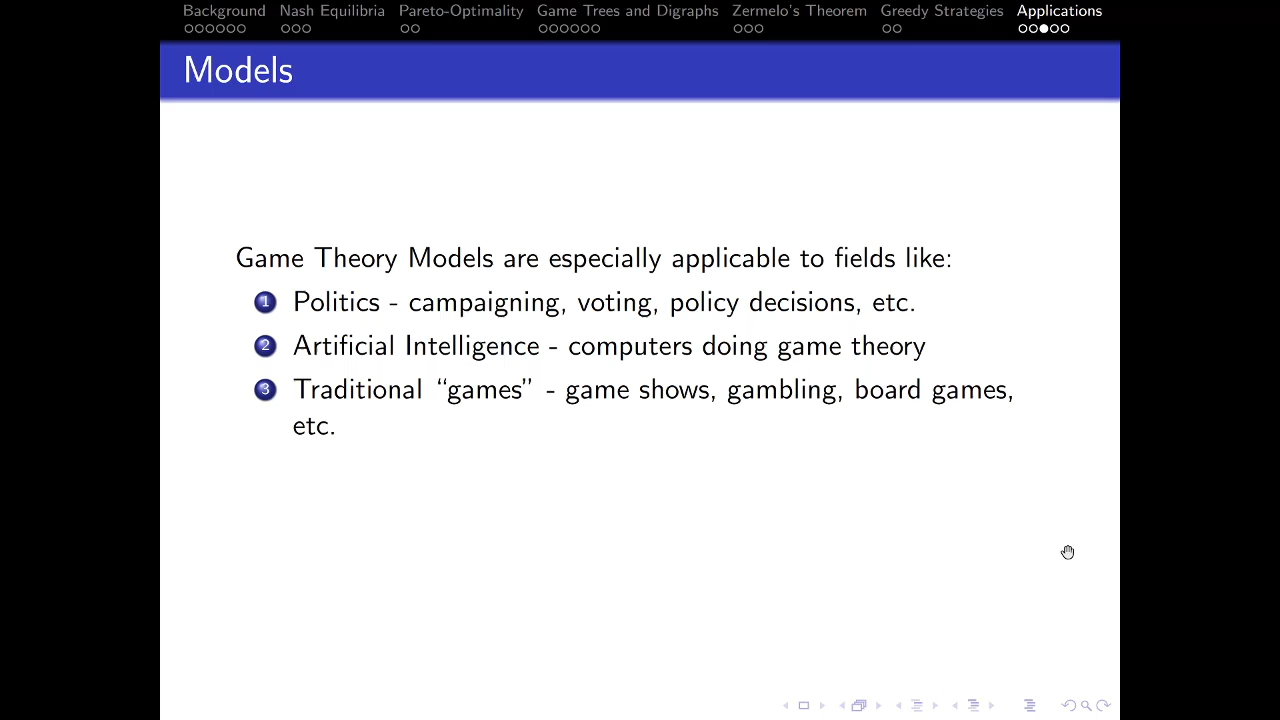 Background Nash Equilibria Pareto-Optimality Game Trees and Digraphs Zermelo's Theorem Greedy Strategies Applications
Models
Game Theory Models are especially applicable to fields like:
1 Politics - campaigning, voting, policy decisions, etc.
2 Artificial Intelligence - computers doing game theory
3 Traditional “games” - game shows, gambling, board games,
etc.